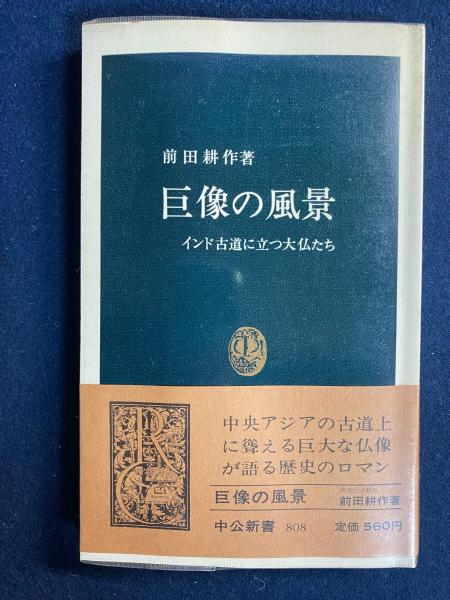 前田耕作著
巨像の風景
インド古道に立つ大仏たち
中央アジアの古道上
に聳える巨大な仏像
が語る歴史のロマン
巨像の風景
前田耕作著
中公新書 808
定価560円